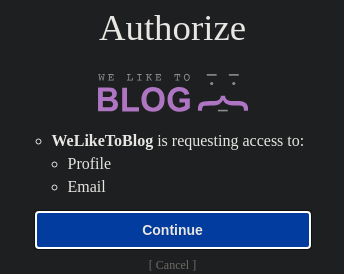 Authorize
WE LIKE TO
BLOG
WeLikeToBlog is requesting access to:
Profile
Email
Continue
[ Cancel ]